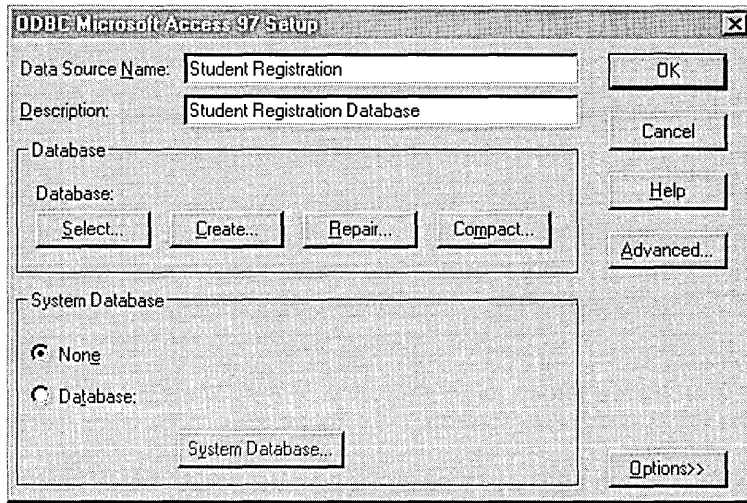 ODBC Microsoft Access 97 Setup
Data Source Name: Student Registration
OK
Description: Student Registration Database
Cancel
Database
Database:
Help
Select... Create... Repair... Compact...
Advanced...
System Database
None
Database:
System Database...
Options>>